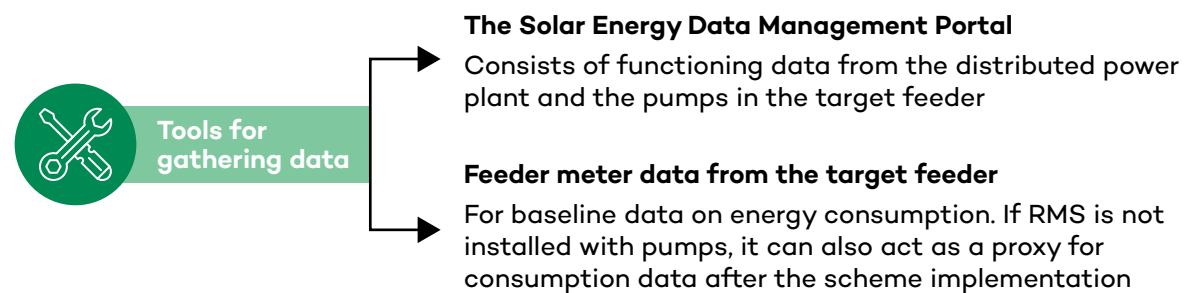 Tools for
gathering data
The Solar Energy Data Management Portal
Consists of functioning data from the distributed power
plant and the pumps in the target feeder
Feeder meter data from the target feeder
For baseline data on energy consumption. If RMS is not
installed with pumps, it can also act as a proxy for
consumption data after the scheme implementation